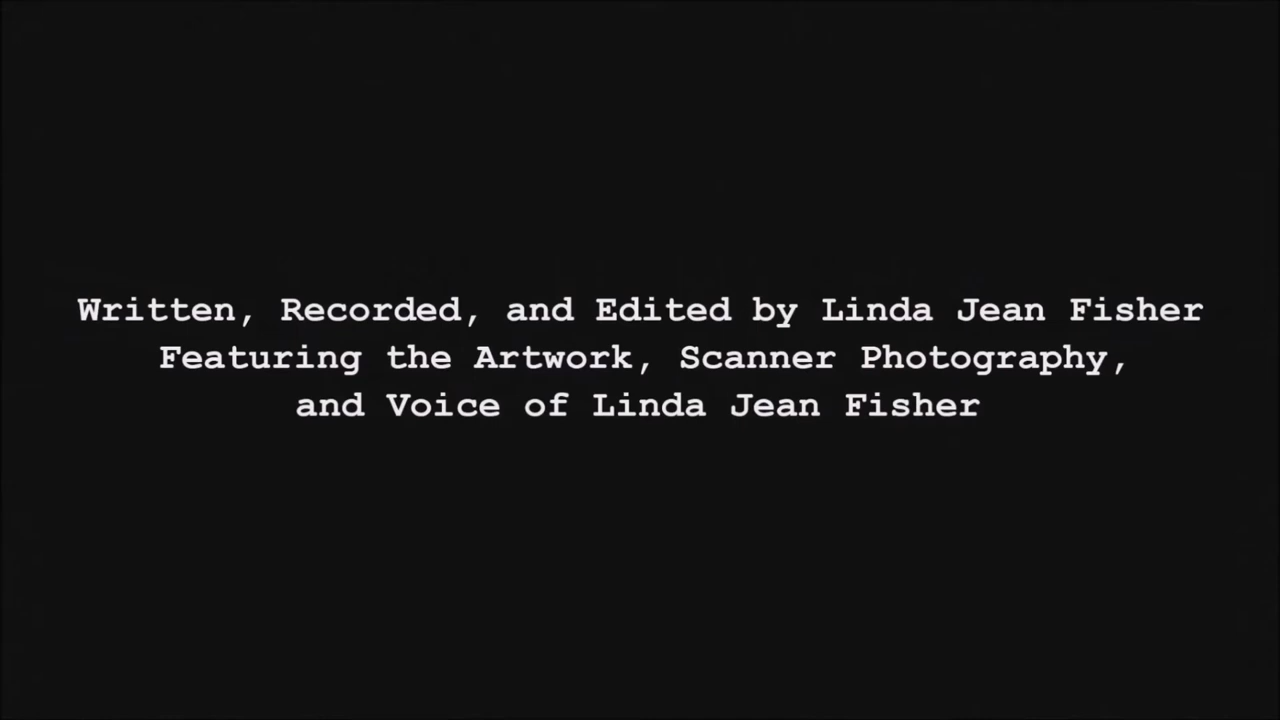 Written, Recorded, and Edited by Linda Jean Fisher
Featuring the Artwork, Scanner Photography,
and Voice of Linda Jean Fisher